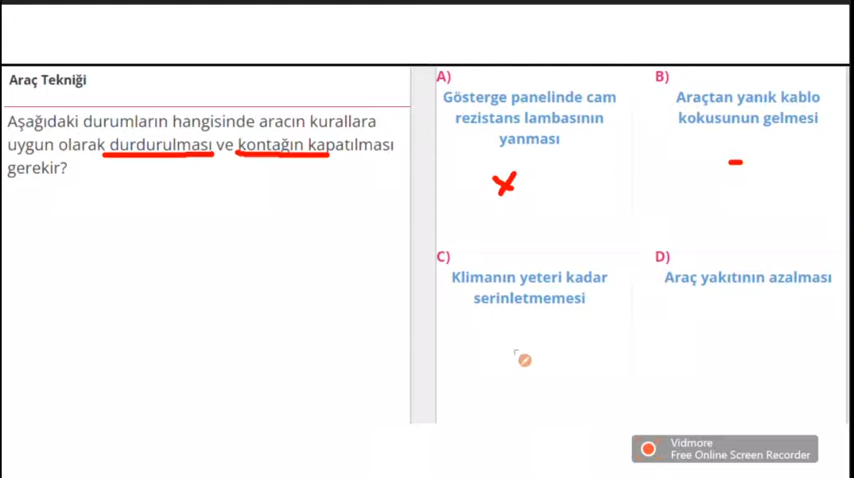 Araç Tekniği
Aşağıdaki durumların hangisinde aracın kurallara
uygun olarak durdurulması ve kontağın kapatılması
gerekir?
A)
Gösterge panelinde cam
rezistans lambasının
yanması
B)
Araçtan yanık kablo
kokusunun gelmesi
C)
Klimanın yeteri kadar
serinletmemesi
D)
Araç yakıtının azalması
Vidmore
Free Online Screen Recorder